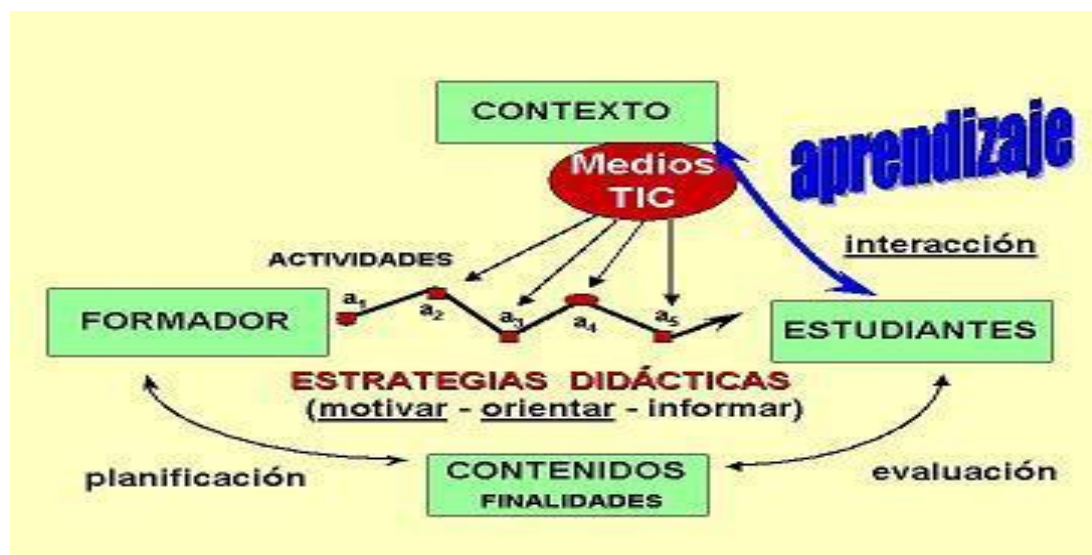 CONTEXTO
Medios
TIC
aprendizaje
interacción
ACTIVIDADES
FORMADOR
a1
a2
a3
a4
a5
ESTUDIANTES
ESTRATEGIAS DIDÁCTICAS
(motivar - orientar - informar)
planificación
CONTENIDOS
FINALIDADES
evaluación